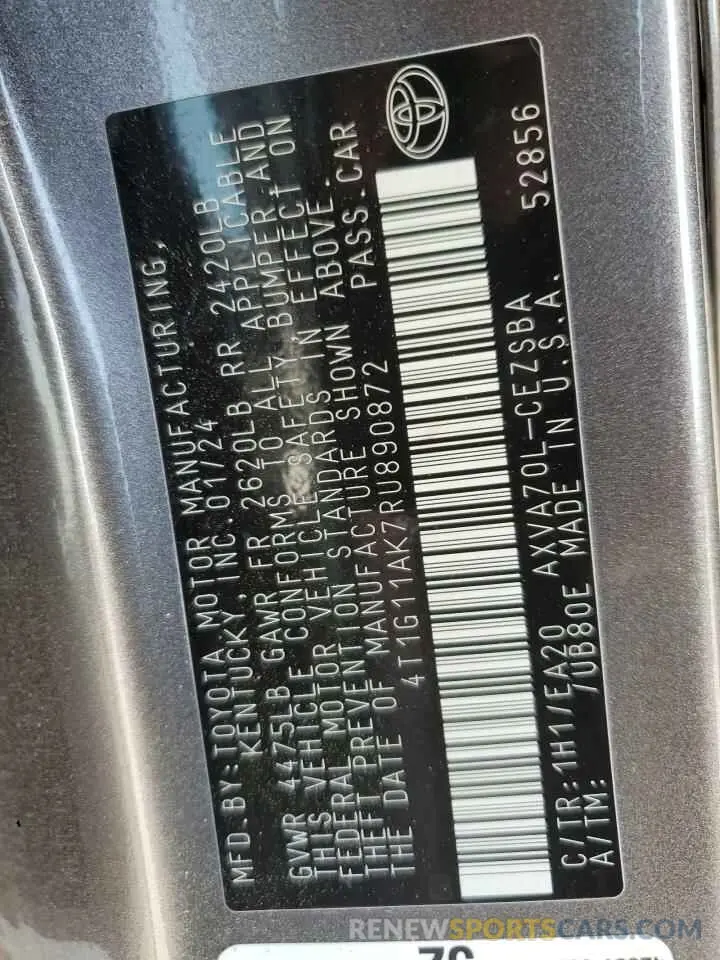 MFD.BY:TOYOTA MOTOR MANUFACTURING,
KENTUCKY, INC.01/24
GVWR 4475LB GAWR FR 2620LB RR 2420LB
THIS VEHICLE CONFORMS TO ALL APPLICABLE
FEDERAL MOTOR VEHICLE SAFETY, BUMPER AND
THEFT PREVENTION STANDARDS IN EFFECT ON
THE DATE OF MANUFACTURE SHOWN ABOVE.
4T1G11AK7RU890872 PASS.CAR
C/TR:1H1/EA20 AXVA70L-CEZSBA 52856
A/TM: /UB80E MADE IN U.S.A.
RENEWSPORTSCARS.COM